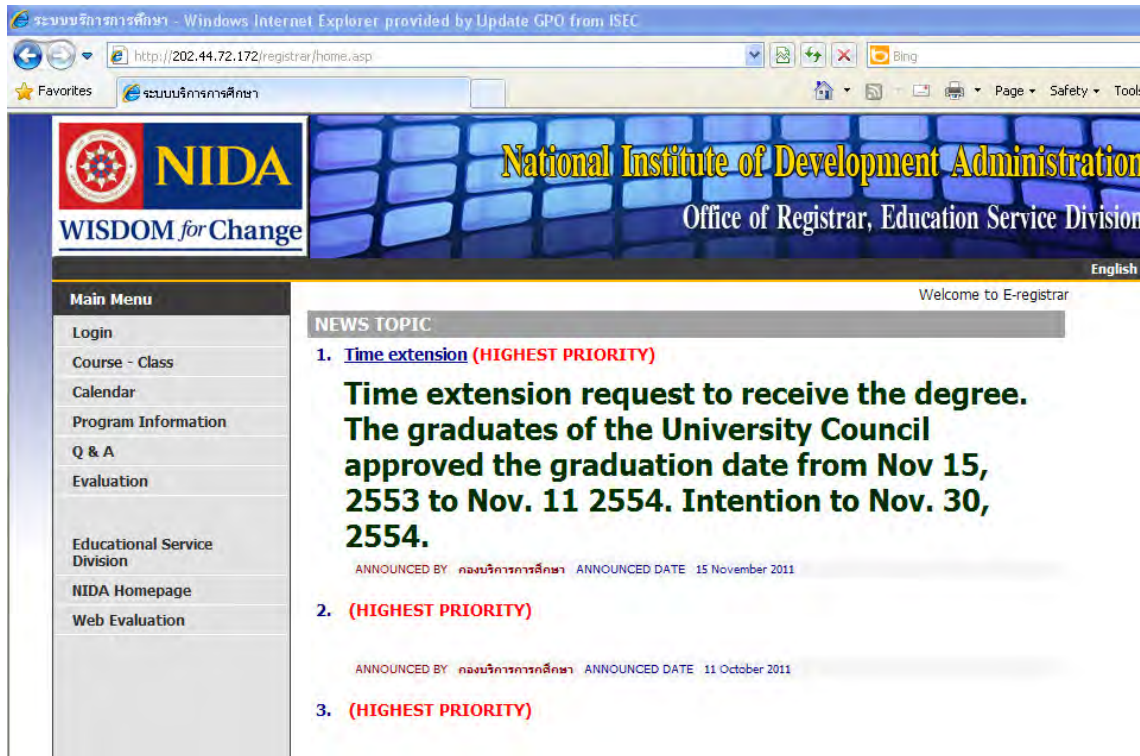 ระบบบริการการศึกษา - Windows Internet Explorer provided by Update GPO from ISEC
http://202.44.72.172/registrar/home.asp
Bing
Favorites
ระบบบริการการศึกษา
Page
Safety
Tools
NIDA
WISDOM for Change
National Institute of Development Administration
Office of Registrar, Education Service Division
English
Main Menu
Login
Course - Class
Calendar
Program Information
Q & A
Evaluation
Educational Service
Division
NIDA Homepage
Web Evaluation
Welcome to E-registrar
NEWS TOPIC
1. Time extension (HIGHEST PRIORITY)
Time extension request to receive the degree.
The graduates of the University Council
approved the graduation date from Nov 15,
2553 to Nov. 11 2554. Intention to Nov. 30,
2554.
ANNOUNCED BY กองบริการการศึกษา ANNOUNCED DATE 15 November 2011
2. (HIGHEST PRIORITY)
ANNOUNCED BY กองบริการการศึกษา ANNOUNCED DATE 11 October 2011
3. (HIGHEST PRIORITY)